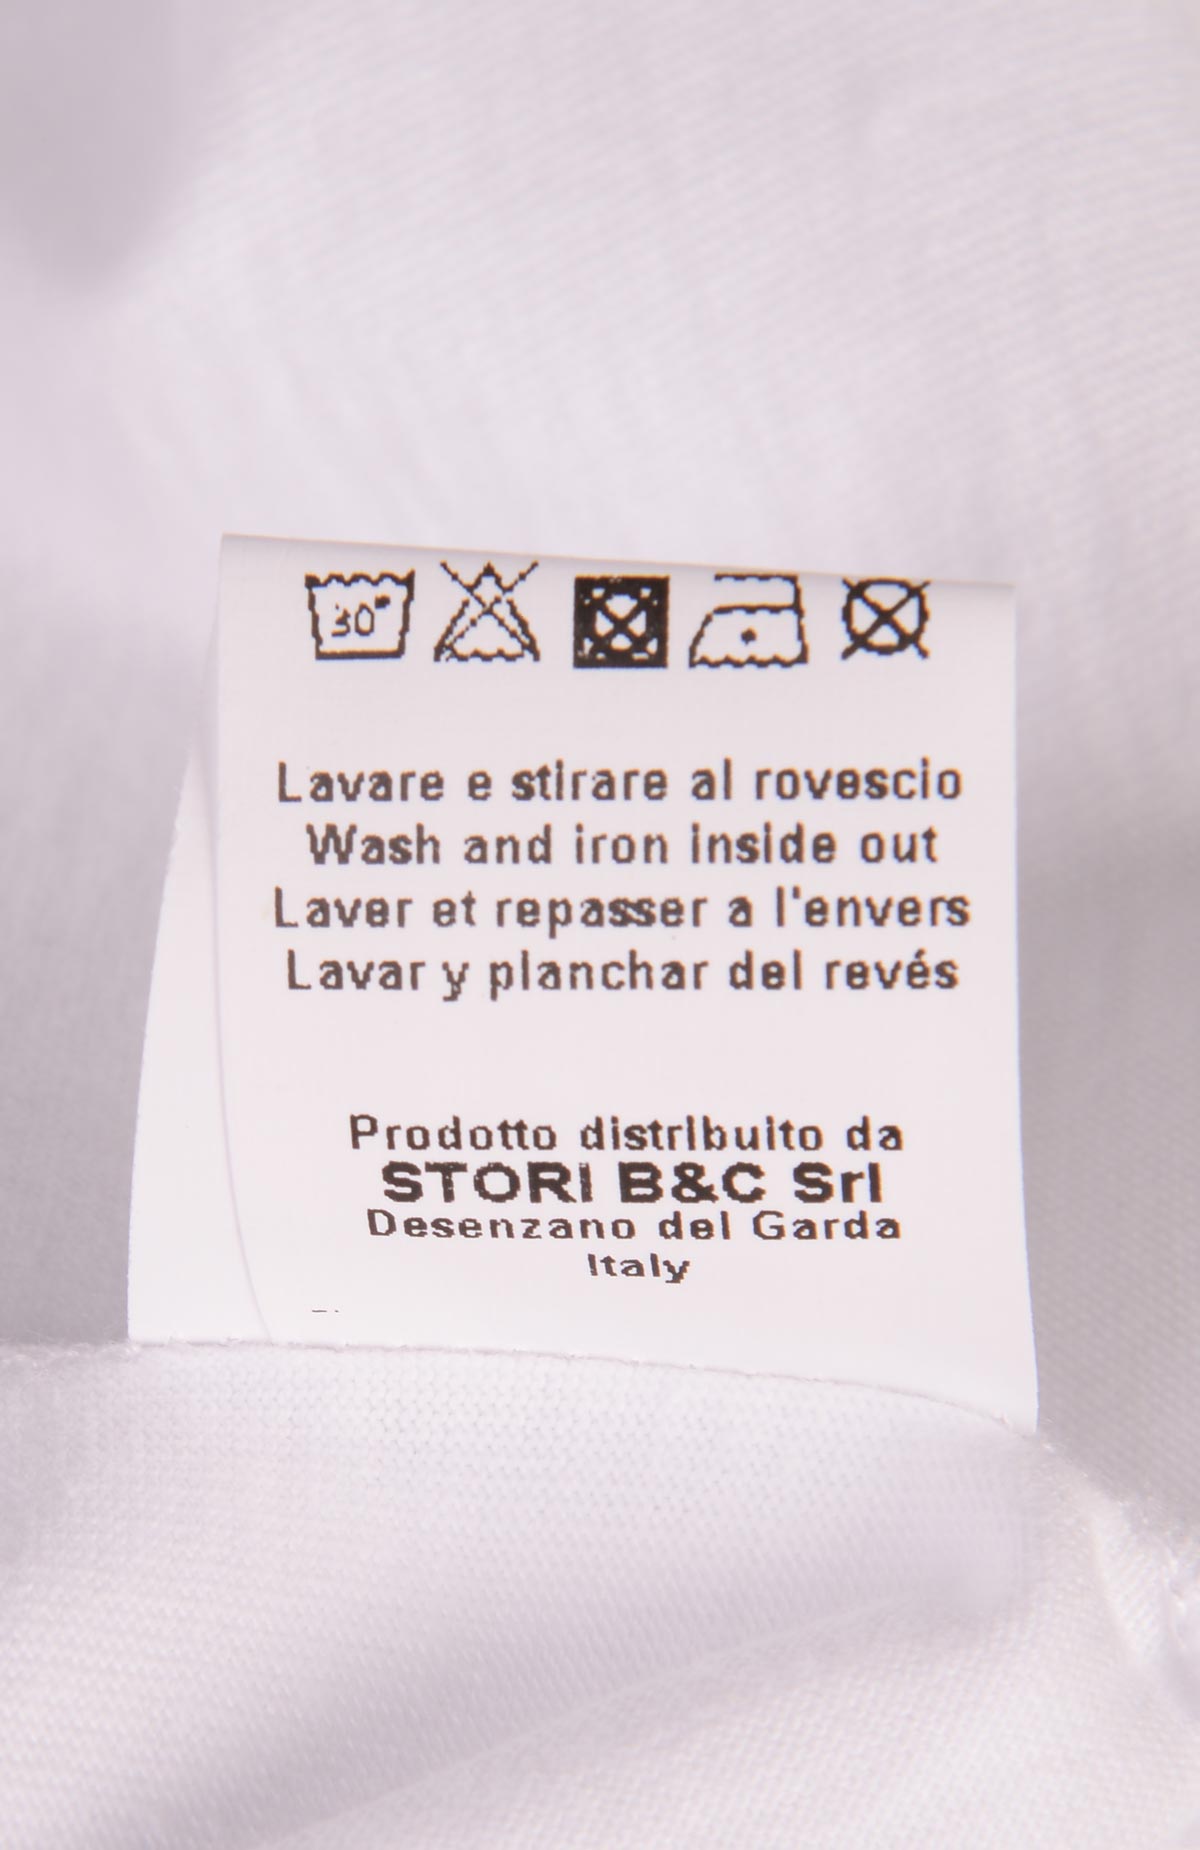 30°
Lavare e stirare al rovescio
Wash and iron inside out
Laver et repasser a l'envers
Lavar y planchar del revés
Prodotto distribuito da
STORI B&C Srl
Desenzano del Garda
Italy